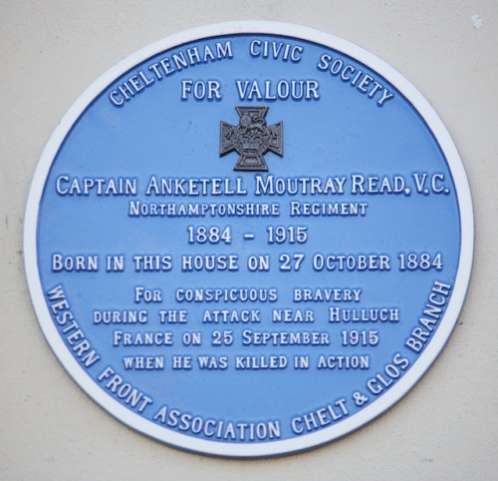 CHELTENHAM CIVIC SOCIETY
FOR VALOUR
CAPTAIN ANKETELL MOUTRAY READ, V.C.
NORTHAMPTONSHIRE REGIMENT
1884 - 1915
BORN IN THIS HOUSE ON 27 OCTOBER 1884
FOR CONSPICUOUS BRAVERY
DURING THE ATTACK NEAR HULLUCH
FRANCE ON 25 SEPTEMBER 1915
WHEN HE WAS KILLED IN ACTION
WESTERN FRONT ASSOCIATION CHELT & GLOS BRANCH